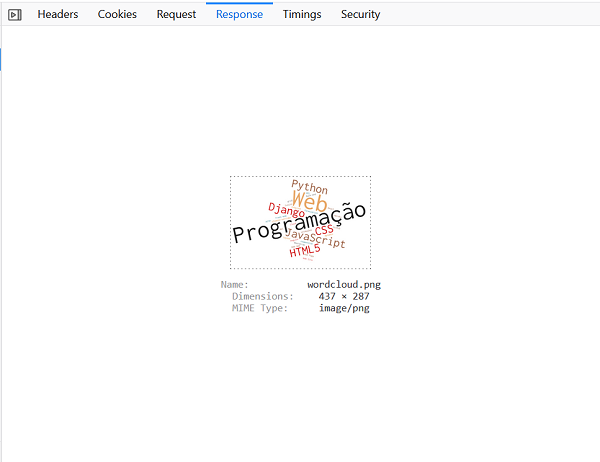 Headers Cookies Request Response Timings Security
Python
Web
Django
Programação
CSS
JavaScript
HTML5
Name: wordcloud.png
Dimensions: 437 × 287
MIME Type: image/png